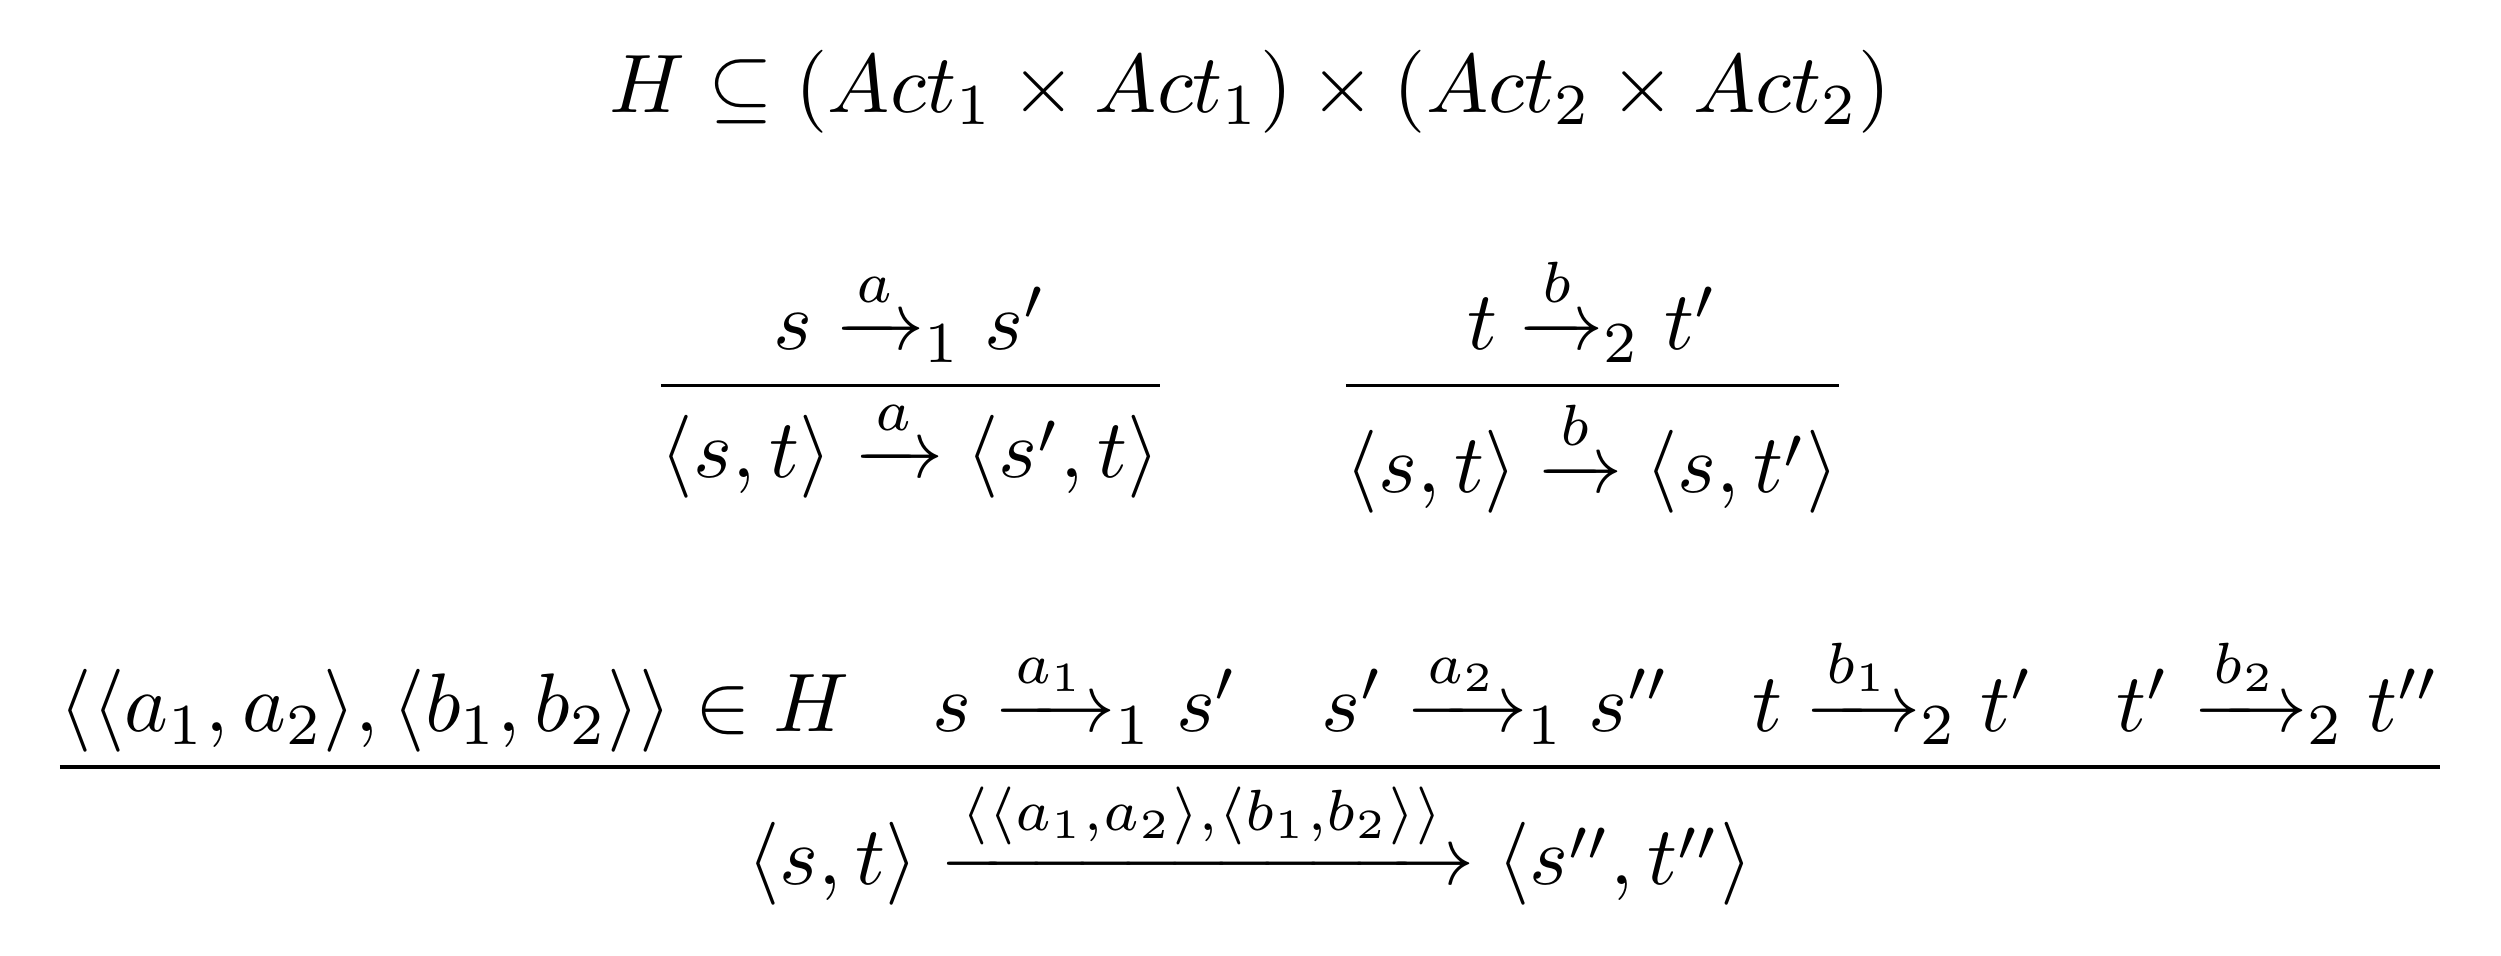 H ⊆ (Act₁ × Act₁) × (Act₂ × Act₂)
s →ᵃ₁ s′ t →ᵇ₂ t′
⟨s, t⟩ →ᵃ ⟨s′, t⟩ ⟨s, t⟩ →ᵇ ⟨s, t′⟩
⟨⟨a₁, a₂⟩, ⟨b₁, b₂⟩⟩ ∈ H s —a₁→₁ s′ s′ —a₂→₁ s′′ t —b₁→₂ t′ t′ —b₂→₂ t′′
⟨s, t⟩ —⟨⟨a₁,a₂⟩,⟨b₁,b₂⟩⟩→ ⟨s′′, t′′⟩